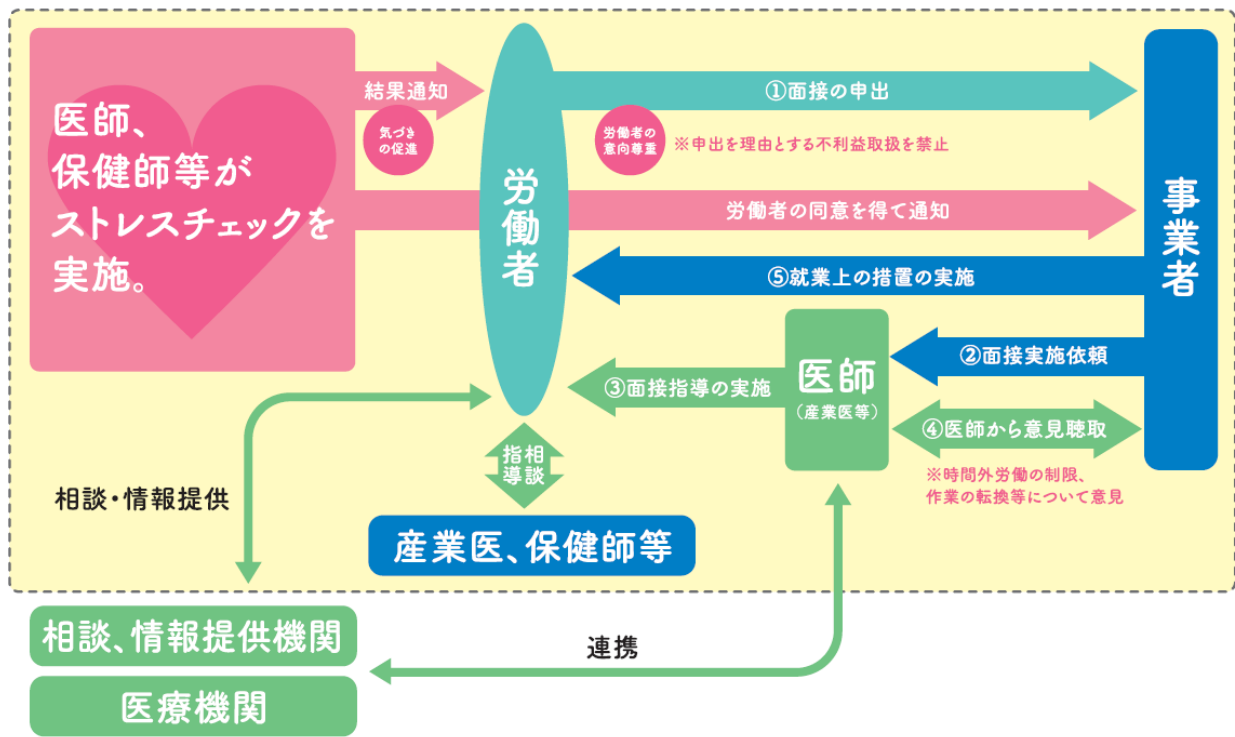 医師、
保健師等が
ストレスチェックを
実施。
結果通知
気づき
の促進
労働者
①面接の申出
労働者の
意向尊重
※申出を理由とする不利益取扱を禁止
労働者の同意を得て通知
事業者
⑤就業上の措置の実施
②面接実施依頼
医師
(産業医等)
③面接指導の実施
④医師から意見聴取
※時間外労働の制限、
作業の転換等について意見
相談
指導
産業医、保健師等
相談・情報提供
相談、情報提供機関
医療機関
連携